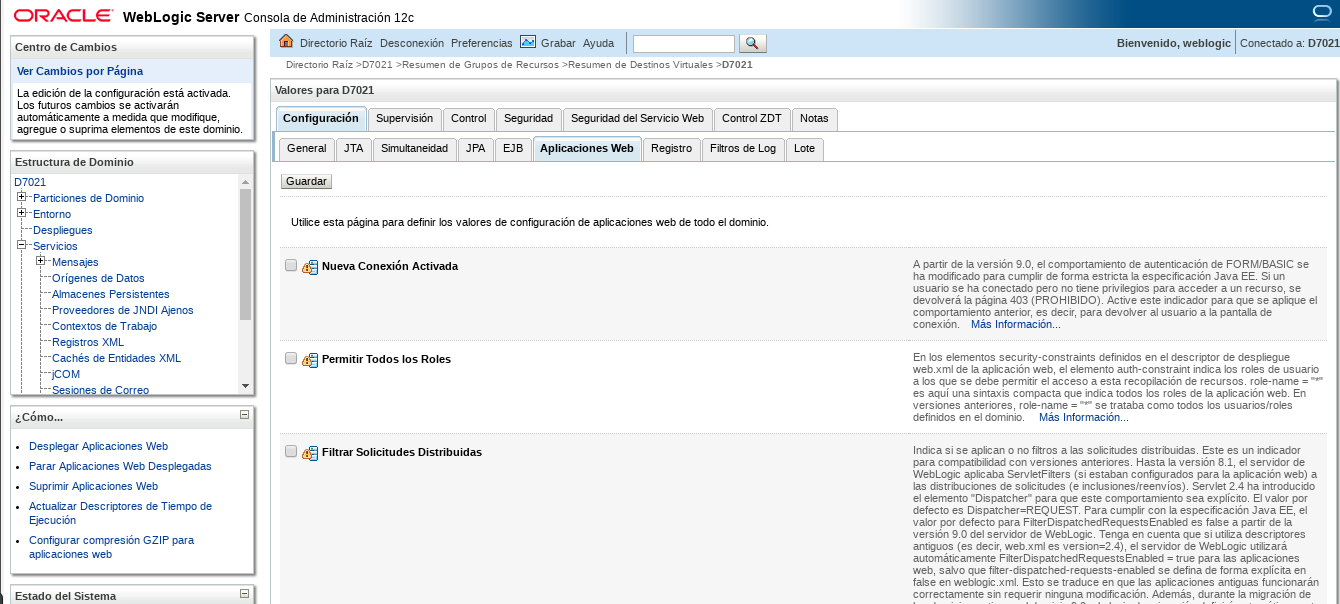 ORACLE WebLogic Server Consola de Administración 12c
Centro de Cambios
Ver Cambios por Página
La edición de la configuración está activada.
Los futuros cambios se activarán
automáticamente a medida que modifique,
agregue o suprima elementos de este dominio.
Estructura de Dominio
D7021
Particiones de Dominio
Entorno
Despliegues
Servicios
Mensajes
Orígenes de Datos
Almacenes Persistentes
Proveedores de JNDI Ajenos
Contextos de Trabajo
Registros XML
Cachés de Entidades XML
jCOM
Sesiones de Correo
¿Cómo...
Desplegar Aplicaciones Web
Parar Aplicaciones Web Desplegadas
Suprimir Aplicaciones Web
Actualizar Descriptores de Tiempo de
Ejecución
Configurar compresión GZIP para
aplicaciones web
Estado del Sistema
Directorio Raíz Desconexión Preferencias Grabar Ayuda
Bienvenido, weblogic Conectado a: D7021
Directorio Raíz >D7021 >Resumen de Grupos de Recursos >Resumen de Destinos Virtuales >D7021
Valores para D7021
Configuración Supervisión Control Seguridad Seguridad del Servicio Web Control ZDT Notas
General JTA Simultaneidad JPA EJB Aplicaciones Web Registro Filtros de Log Lote
Guardar
Utilice esta página para definir los valores de configuración de aplicaciones web de todo el dominio.
Nueva Conexión Activada
A partir de la versión 9.0, el comportamiento de autenticación de FORM/BASIC se
ha modificado para cumplir de forma estricta la especificación Java EE. Si un
usuario se ha conectado pero no tiene privilegios para acceder a un recurso, se
devolverá la página 403 (PROHIBIDO). Active este indicador para que se aplique el
comportamiento anterior, es decir, para devolver al usuario a la pantalla de
conexión. Más Información...
Permitir Todos los Roles
En los elementos security-constraints definidos en el descriptor de despliegue
web.xml de la aplicación web, el elemento auth-constraint indica los roles de usuario
a los que se debe permitir el acceso a esta recopilación de recursos. role-name = "*"
es aquí una sintaxis compacta que indica todos los roles de la aplicación web. En
versiones anteriores, role-name = "*" se trataba como todos los usuarios/roles
definidos en el dominio. Más Información...
Filtrar Solicitudes Distribuidas
Indica si se aplican o no filtros a las solicitudes distribuidas. Este es un indicador
para compatibilidad con versiones anteriores. Hasta la versión 8.1, el servidor de
WebLogic aplicaba ServletFilters (si estaban configurados para la aplicación web) a
las distribuciones de solicitudes (e inclusiones/reenvíos). Servlet 2.4 ha introducido
el elemento "Dispatcher" para que este comportamiento sea explícito. El valor por
defecto es Dispatcher=REQUEST. Para cumplir con la especificación Java EE, el
valor por defecto para FilterDispatchedRequestsEnabled es false a partir de la
versión 9.0 del servidor de WebLogic. Tenga en cuenta que si utiliza descriptores
antiguos (es decir, web.xml es version=2.4), el servidor de WebLogic utilizará
automáticamente FilterDispatchedRequestsEnabled = true para las aplicaciones
web, salvo que filter-dispatched-requests-enabled se defina de forma explícita en
false en weblogic.xml. Esto se traduce en que las aplicaciones antiguas funcionarán
correctamente sin requerir ninguna modificación. Además, durante la migración de